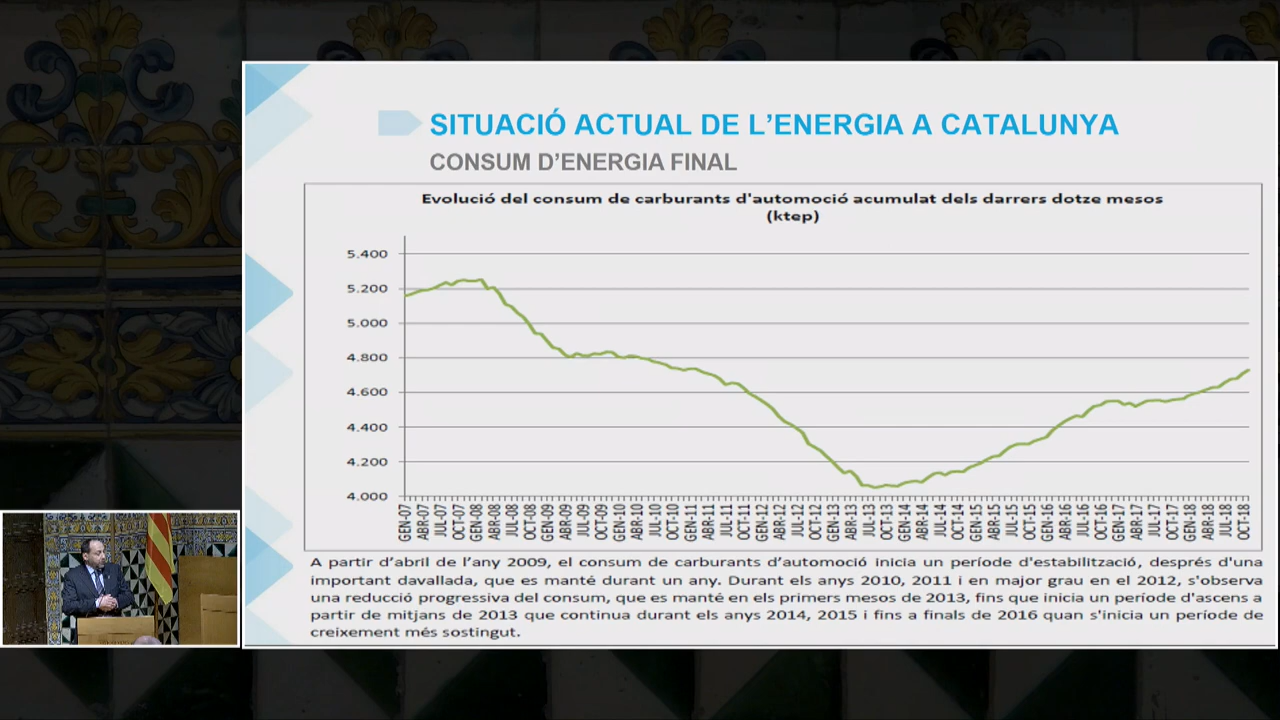 SITUACIÓ ACTUAL DE L'ENERGIA A CATALUNYA
CONSUM D'ENERGIA FINAL
Evolució del consum de carburants d'automoció acumulat dels darrers dotze mesos
(ktep)
5.400
5.200
5.000
4.800
4.600
4.400
4.200
4.000
GEN-07 ABR-07 JUL-07 OCT-07 GEN-08 ABR-08 JUL-08 OCT-08 GEN-09 ABR-09 JUL-09 OCT-09 GEN-10 ABR-10 JUL-10 OCT-10 GEN-11 ABR-11 JUL-11 OCT-11 GEN-12 ABR-12 JUL-12 OCT-12 GEN-13 ABR-13 JUL-13 OCT-13 GEN-14 ABR-14 JUL-14 OCT-14 GEN-15 ABR-15 JUL-15 OCT-15 GEN-16 ABR-16 JUL-16 OCT-16 GEN-17 ABR-17 JUL-17 OCT-17 GEN-18 ABR-18 JUL-18 OCT-18
A partir d'abril de l'any 2009, el consum de carburants d'automoció inicia un període d'estabilització, després d'una
important davallada, que es manté durant un any. Durant els anys 2010, 2011 i en major grau en el 2012, s'observa
una reducció progressiva del consum, que es manté en els primers mesos de 2013, fins que inicia un període d'ascens a
partir de mitjans de 2013 que continua durant els anys 2014, 2015 i fins a finals de 2016 quan s'inicia un període de
creixement més sostingut.